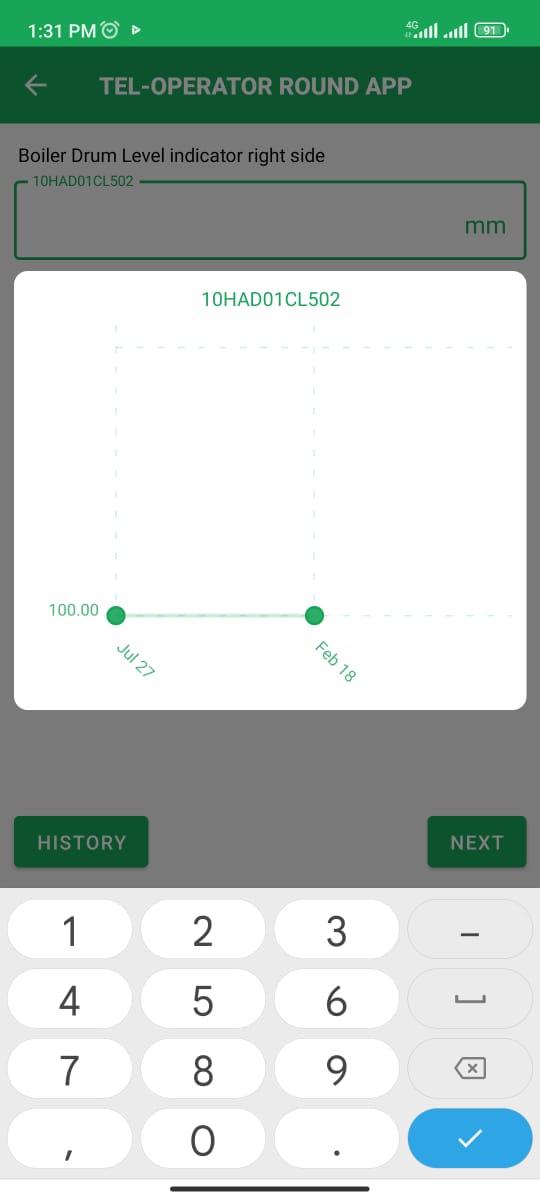 1:31 PM
4G
91
TEL-OPERATOR ROUND APP
Boiler Drum Level indicator right side
10HAD01CL502
mm
10HAD01CL502
100.00
Jul 27
Feb 18
HISTORY
NEXT
1 2 3 –
4 5 6
7 8 9
, 0 .